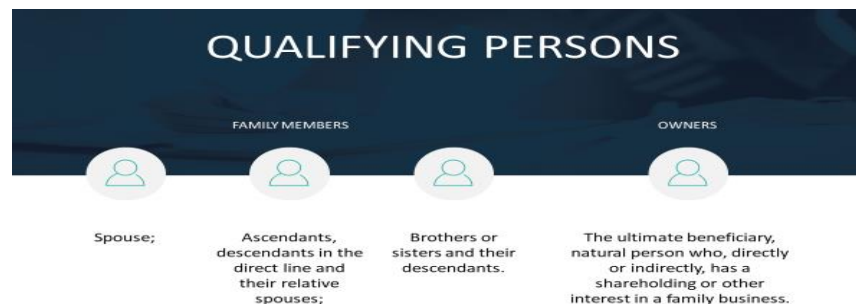 QUALIFYING PERSONS
FAMILY MEMBERS
OWNERS
Spouse;
Ascendants,
descendants in the
direct line and
their relative
spouses;
Brothers or
sisters and their
descendants.
The ultimate beneficiary,
natural person who, directly
or indirectly, has a
shareholding or other
interest in a family business.